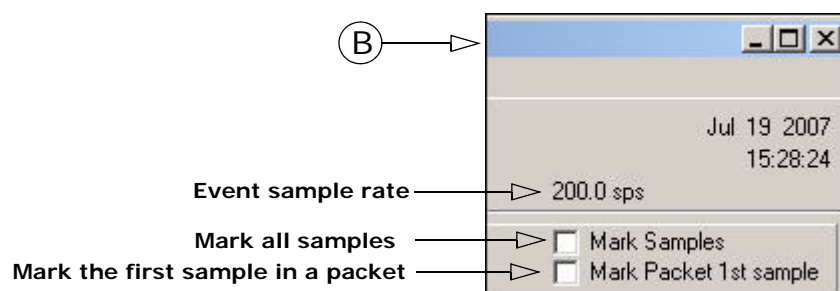 B
Jul 19 2007
15:28:24
Event sample rate 200.0 sps
Mark all samples Mark Samples
Mark the first sample in a packet Mark Packet 1st sample